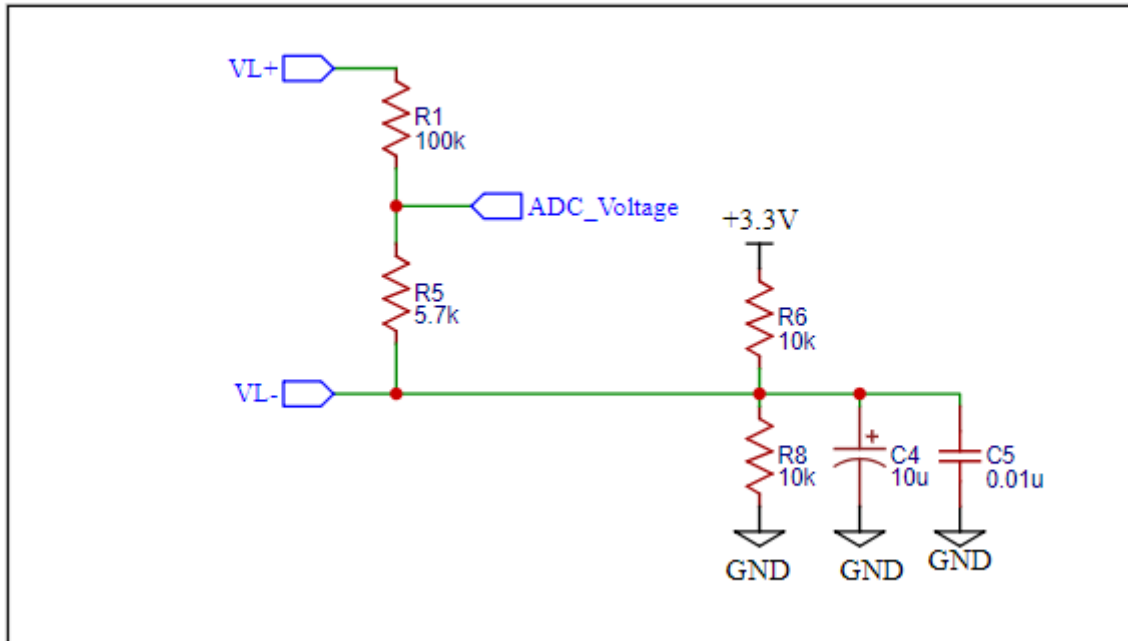 VL+
R1
100k
ADC_Voltage
+3.3V
R5
5.7k
R6
10k
VL-
R8
10k
+
C4
10u
C5
0.01u
GND
GND
GND